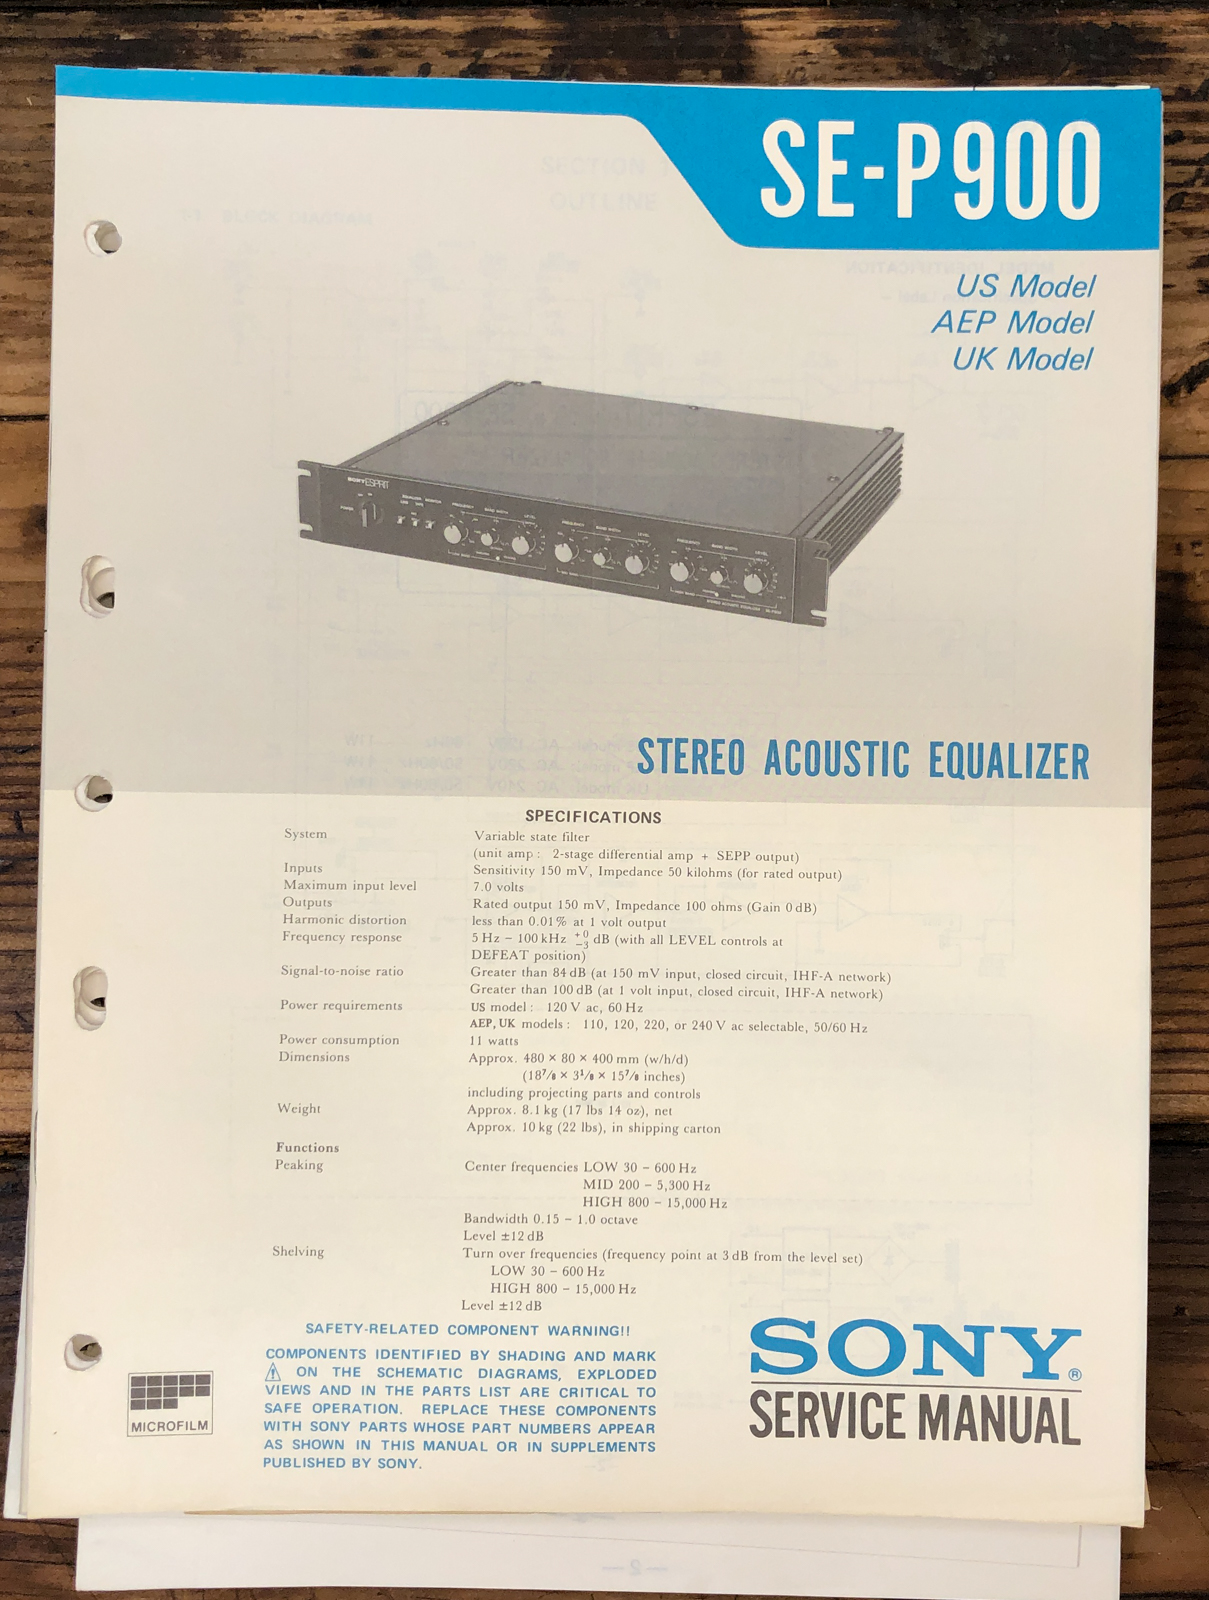 SE-P900
US Model
AEP Model
UK Model
SONY ESPRIT
STEREO ACOUSTIC EQUALIZER
SPECIFICATIONS
System Variable state filter
(unit amp : 2-stage differential amp + SEPP output)
Inputs Sensitivity 150 mV, Impedance 50 kilohms (for rated output)
Maximum input level 7.0 volts
Outputs Rated output 150 mV, Impedance 100 ohms (Gain 0 dB)
Harmonic distortion less than 0.01% at 1 volt output
Frequency response 5 Hz – 100 kHz +0 −3 dB (with all LEVEL controls at
DEFEAT position)
Signal-to-noise ratio Greater than 84 dB (at 150 mV input, closed circuit, IHF-A network)
Greater than 100 dB (at 1 volt input, closed circuit, IHF-A network)
Power requirements US model : 120 V ac, 60 Hz
AEP, UK models : 110, 120, 220, or 240 V ac selectable, 50/60 Hz
Power consumption 11 watts
Dimensions Approx. 480 × 80 × 400 mm (w/h/d)
(18⁷/₈ × 3¹/₈ × 15⁷/₈ inches)
including projecting parts and controls
Weight Approx. 8.1 kg (17 lbs 14 oz), net
Approx. 10 kg (22 lbs), in shipping carton
Functions
Peaking Center frequencies LOW 30 – 600 Hz
MID 200 – 5,300 Hz
HIGH 800 – 15,000 Hz
Bandwidth 0.15 – 1.0 octave
Level ±12 dB
Shelving Turn over frequencies (frequency point at 3 dB from the level set)
LOW 30 – 600 Hz
HIGH 800 – 15,000 Hz
Level ±12 dB
SAFETY-RELATED COMPONENT WARNING!!
COMPONENTS IDENTIFIED BY SHADING AND MARK
⚠ ON THE SCHEMATIC DIAGRAMS, EXPLODED
VIEWS AND IN THE PARTS LIST ARE CRITICAL TO
SAFE OPERATION. REPLACE THESE COMPONENTS
WITH SONY PARTS WHOSE PART NUMBERS APPEAR
AS SHOWN IN THIS MANUAL OR IN SUPPLEMENTS
PUBLISHED BY SONY.
MICROFILM
SONY®
SERVICE MANUAL